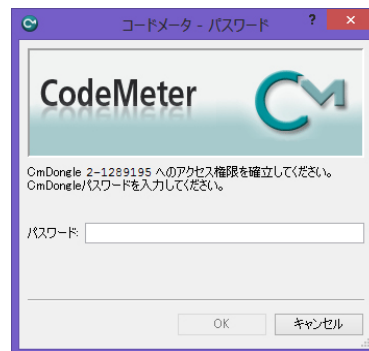 コードメータ - パスワード
?
×
CodeMeter
CM
CmDongle 2-1289195 へのアクセス権限を確立してください。
CmDongleパスワードを入力してください。
パスワード:
OK
キャンセル